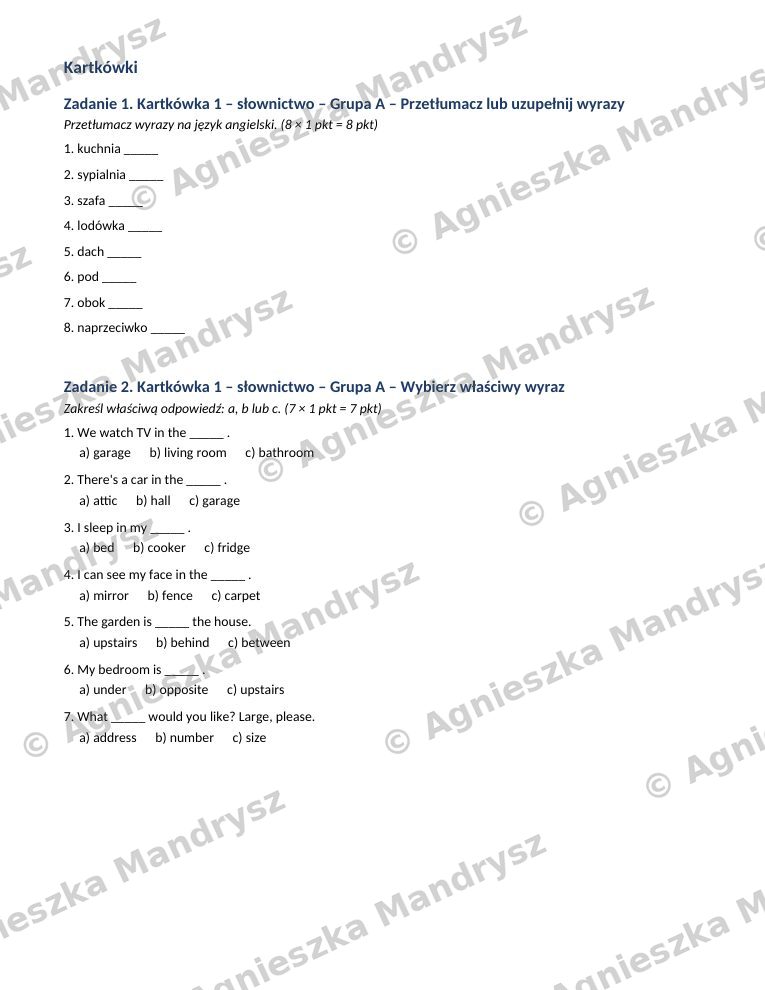 Kartkówki
Zadanie 1. Kartkówka 1 – słownictwo – Grupa A – Przetłumacz lub uzupełnij wyrazy
Przetłumacz wyrazy na język angielski. (8 × 1 pkt = 8 pkt)
1. kuchnia _____
2. sypialnia _____
3. szafa _____
4. lodówka _____
5. dach _____
6. pod _____
7. obok _____
8. naprzeciwko _____
Zadanie 2. Kartkówka 1 – słownictwo – Grupa A – Wybierz właściwy wyraz
Zakreśl właściwą odpowiedź: a, b lub c. (7 × 1 pkt = 7 pkt)
1. We watch TV in the _____ .
a) garage b) living room c) bathroom
2. There's a car in the _____ .
a) attic b) hall c) garage
3. I sleep in my _____ .
a) bed b) cooker c) fridge
4. I can see my face in the _____ .
a) mirror b) fence c) carpet
5. The garden is _____ the house.
a) upstairs b) behind c) between
6. My bedroom is _____ .
a) under b) opposite c) upstairs
7. What _____ would you like? Large, please.
a) address b) number c) size
© Agnieszka Mandrysz